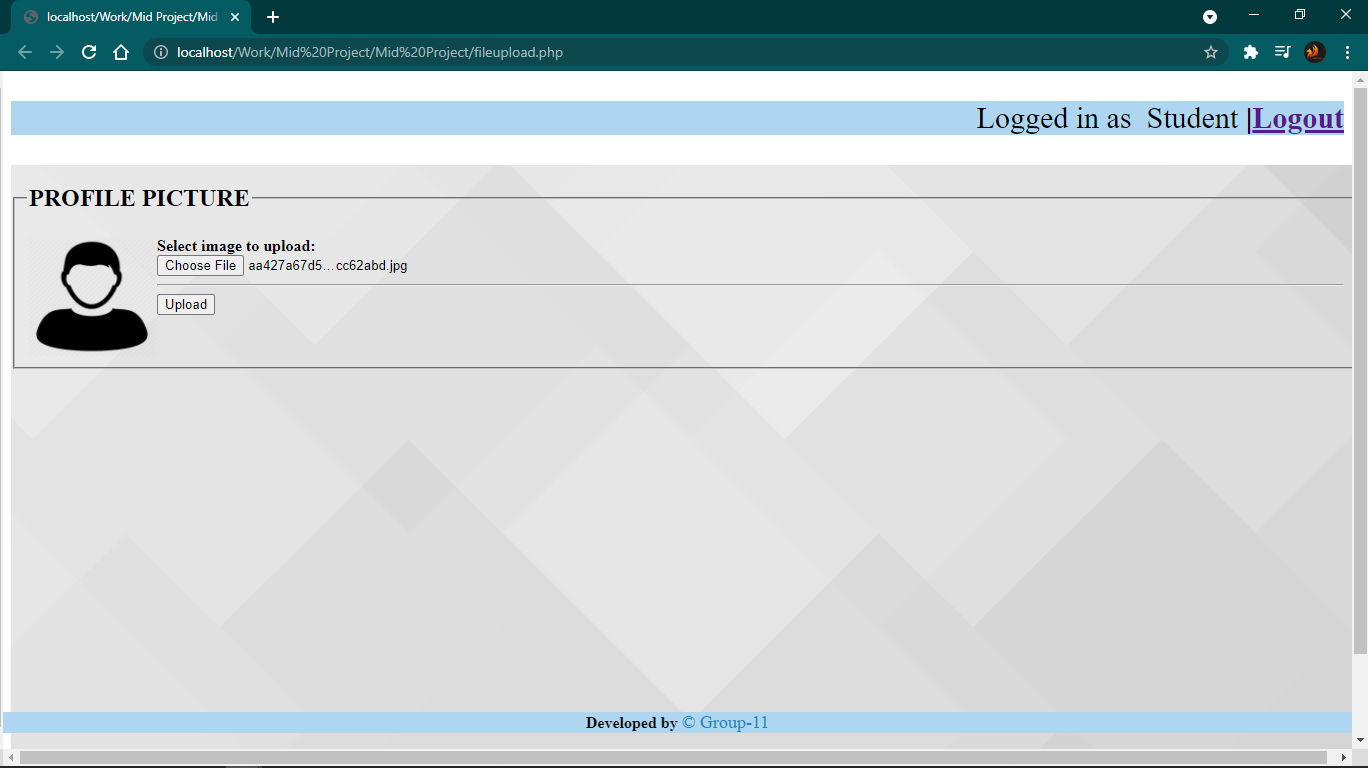 localhost/Work/Mid Project/Mid
localhost/Work/Mid%20Project/Mid%20Project/fileupload.php
Logged in as Student |Logout
PROFILE PICTURE
Select image to upload:
Choose File aa427a67d5...cc62abd.jpg
Upload
Developed by © Group-11